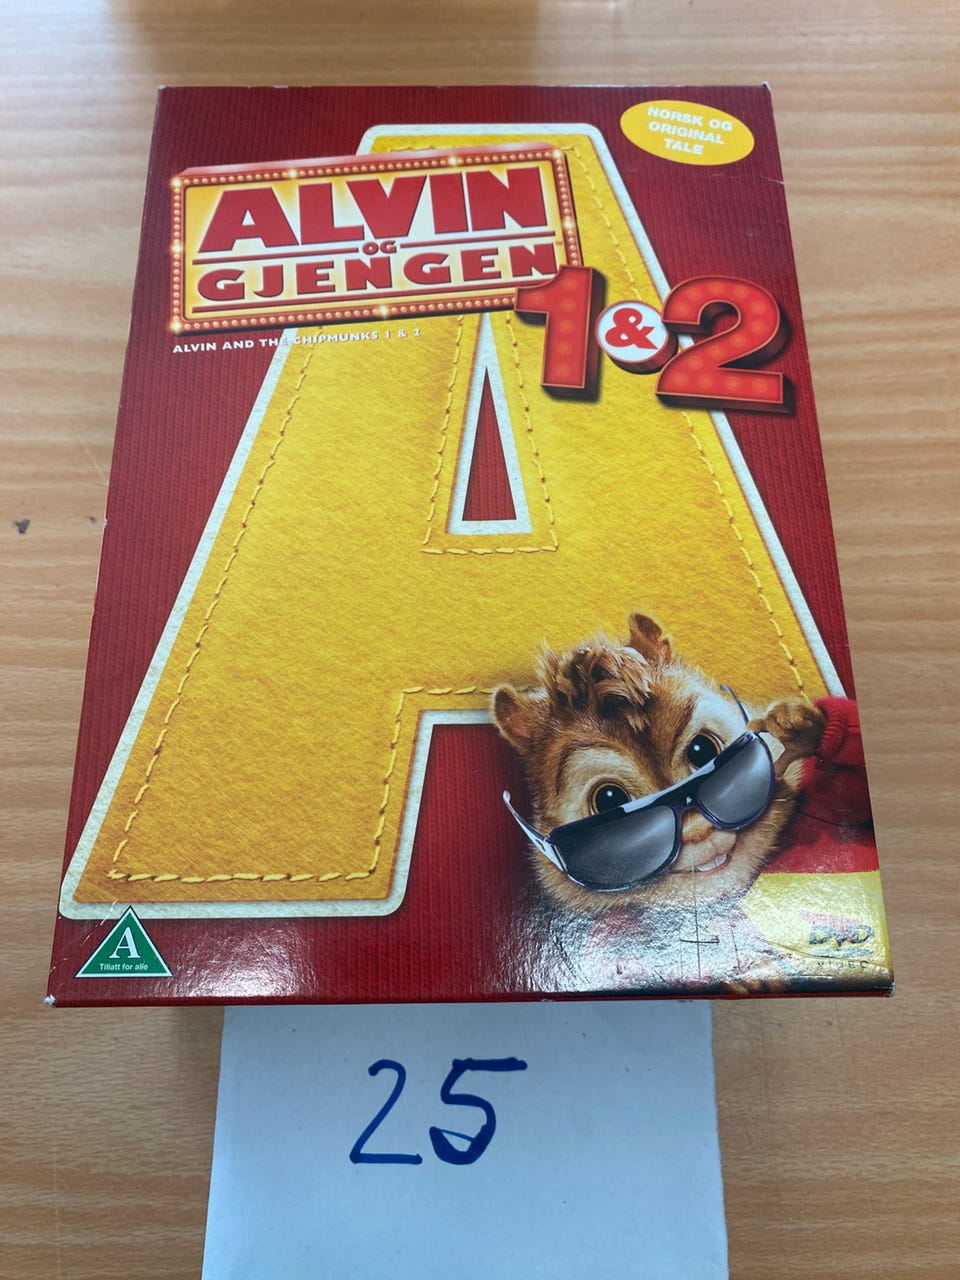 NORSK OG
ORIGINAL
TALE
ALVIN
OG
GJENGEN
1&2
ALVIN AND THE CHIPMUNKS 1 & 2
A
A
Tillatt for alle
DVD
VIDEO
25